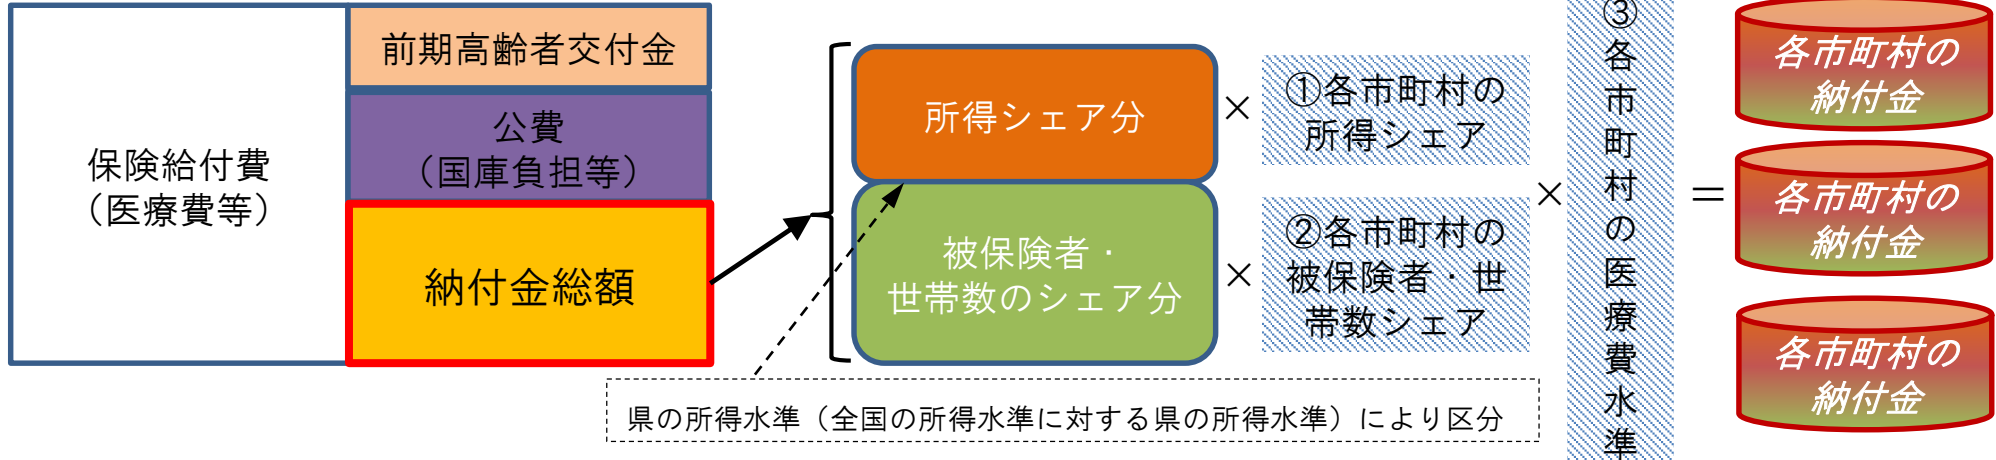 保険給付費
（医療費等）
前期高齢者交付金
公費
（国庫負担等）
納付金総額
所得シェア分
被保険者・
世帯数のシェア分
×
①各市町村の
所得シェア
×
②各市町村の
被保険者・世
帯数シェア
×
③各市町村の医療費水準
＝
各市町村の
納付金
各市町村の
納付金
各市町村の
納付金
県の所得水準（全国の所得水準に対する県の所得水準）により区分